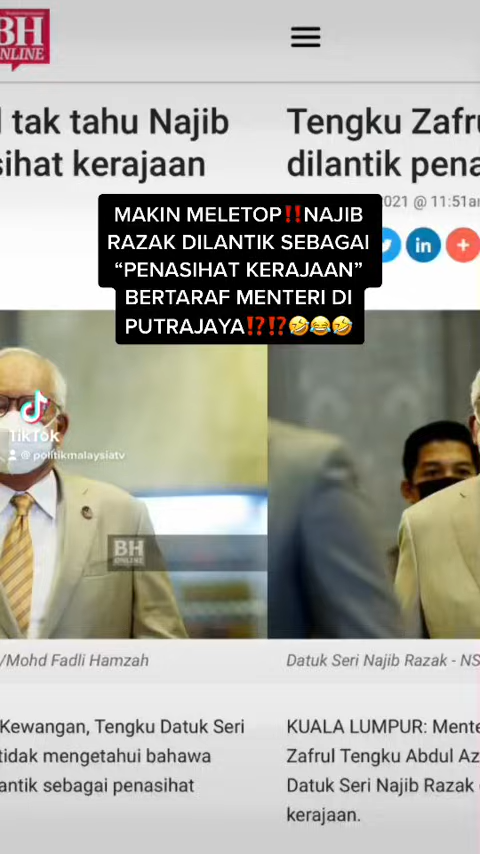 BH
ONLINE
tak tahu Najib
sihat kerajaan
Tengku Zafru
dilantik pena
2021 @ 11:51am
in
MAKIN MELETOP‼️NAJIB
RAZAK DILANTIK SEBAGAI
“PENASIHAT KERAJAAN”
BERTARAF MENTERI DI
PUTRAJAYA⁉️⁉️🤣😂🤣
TikTok
@politikmalaysiatv
BH
ONLINE
/Mohd Fadli Hamzah
Datuk Seri Najib Razak - NS
Kewangan, Tengku Datuk Seri
tidak mengetahui bahawa
antik sebagai penasihat
KUALA LUMPUR: Mente
Zafrul Tengku Abdul Az
Datuk Seri Najib Razak
kerajaan.